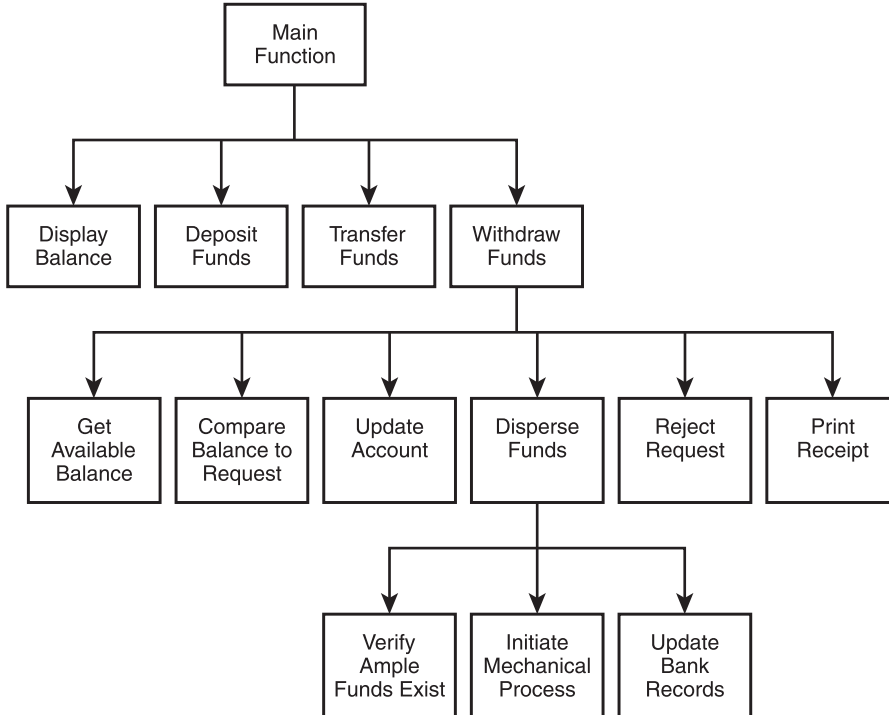 Main
Function
Display
Balance
Deposit
Funds
Transfer
Funds
Withdraw
Funds
Get
Available
Balance
Compare
Balance to
Request
Update
Account
Disperse
Funds
Reject
Request
Print
Receipt
Verify
Ample
Funds Exist
Initiate
Mechanical
Process
Update
Bank
Records